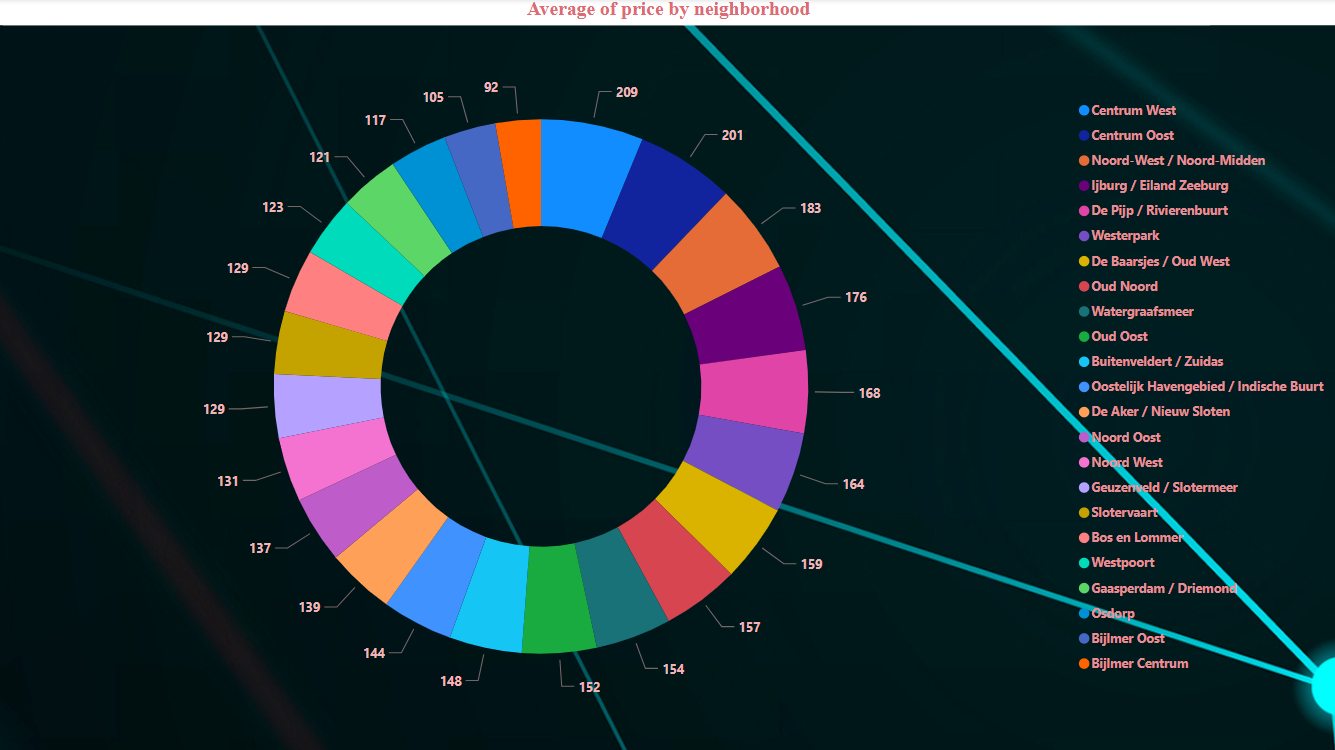 Average of price by neighborhood
209
201
183
176
168
164
159
157
154
152
148
144
139
137
131
129
129
129
123
121
117
105
92
Centrum West
Centrum Oost
Noord-West / Noord-Midden
Ijburg / Eiland Zeeburg
De Pijp / Rivierenbuurt
Westerpark
De Baarsjes / Oud West
Oud Noord
Watergraafsmeer
Oud Oost
Buitenveldert / Zuidas
Oostelijk Havengebied / Indische Buurt
De Aker / Nieuw Sloten
Noord Oost
Noord West
Geuzenveld / Slotermeer
Slotervaart
Bos en Lommer
Westpoort
Gaasperdam / Driemond
Osdorp
Bijlmer Oost
Bijlmer Centrum